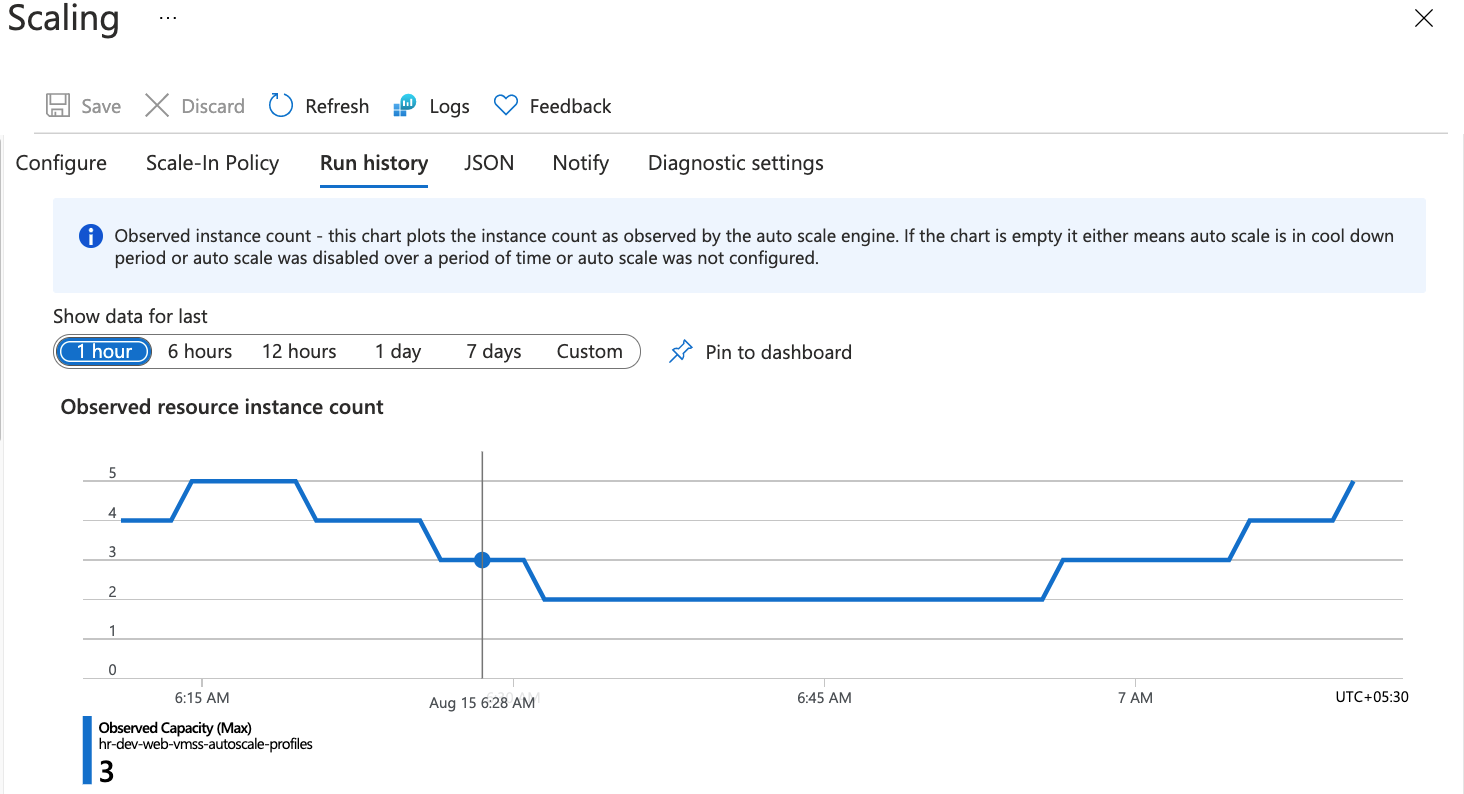 Scaling ...
Save Discard Refresh Logs Feedback
Configure Scale-In Policy Run history JSON Notify Diagnostic settings
Observed instance count - this chart plots the instance count as observed by the auto scale engine. If the chart is empty it either means auto scale is in cool down
period or auto scale was disabled over a period of time or auto scale was not configured.
Show data for last
1 hour 6 hours 12 hours 1 day 7 days Custom Pin to dashboard
Observed resource instance count
5
4
3
2
1
0
6:15 AM Aug 15 6:28 AM 6:30 AM 6:45 AM 7 AM UTC+05:30
Observed Capacity (Max)
hr-dev-web-vmss-autoscale-profiles
3